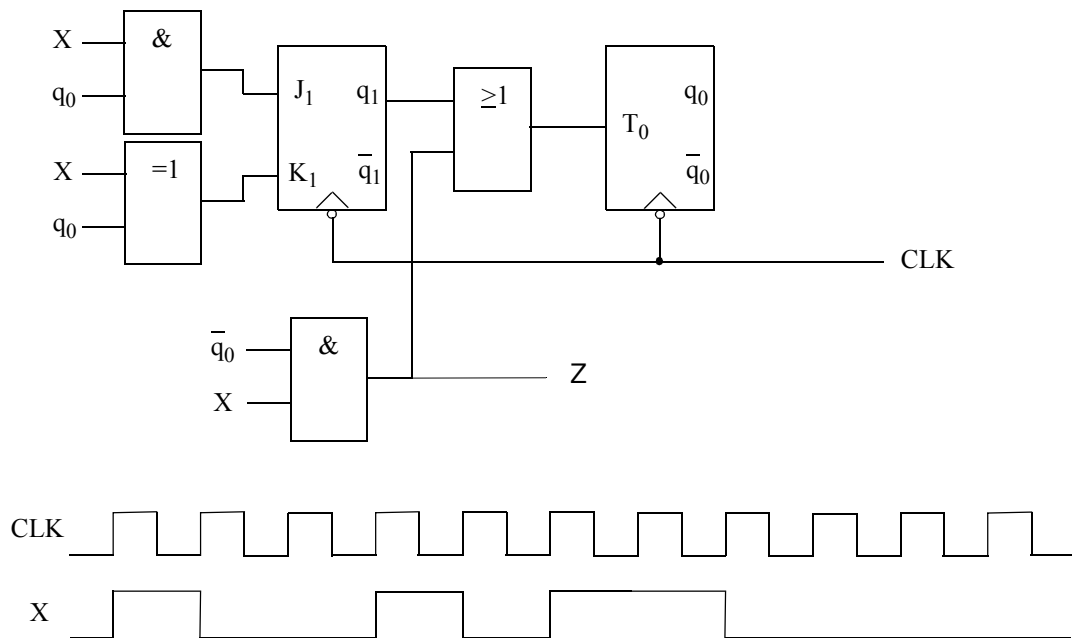 X
&
q₀
X
=1
q₀
J₁
q₁
K₁
q̅₁
≥1
T₀
q₀
q̅₀
CLK
q̅₀
&
X
Z
CLK
X